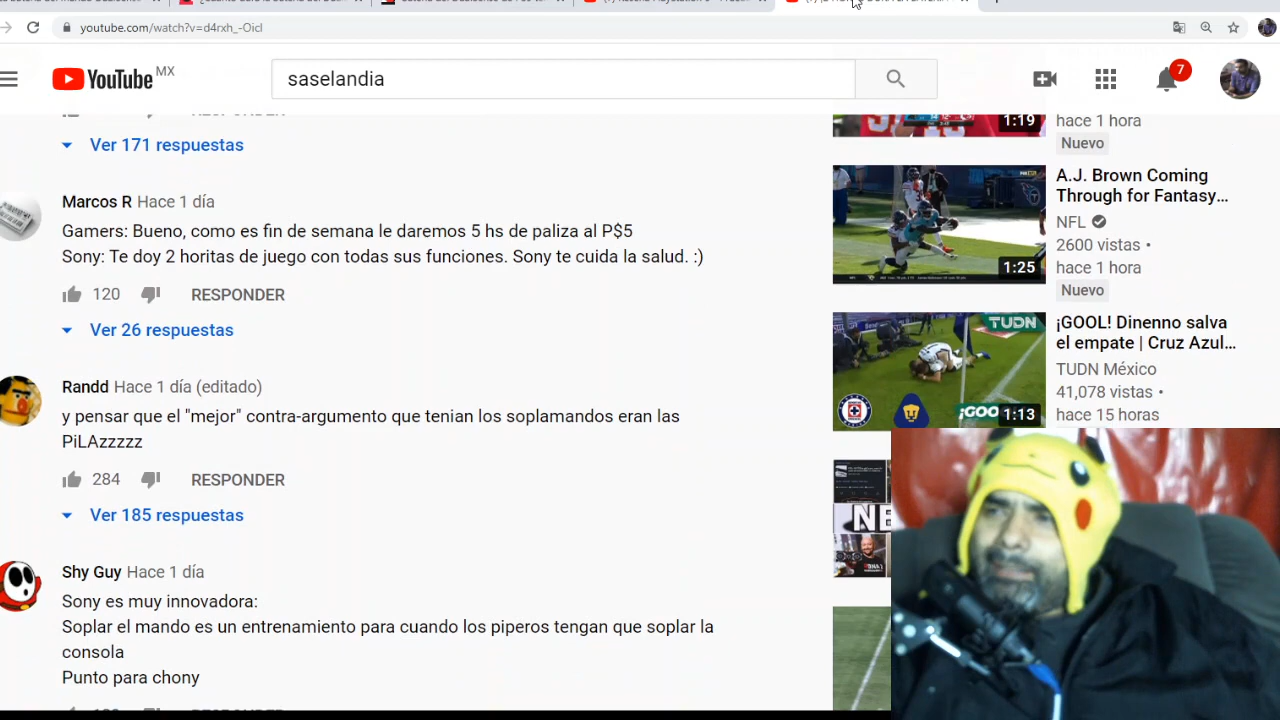 youtube.com/watch?v=d4rxh_-OicI
YouTube MX
saselandia
7
Ver 171 respuestas
Marcos R Hace 1 día
Gamers: Bueno, como es fin de semana le daremos 5 hs de paliza al P$5
Sony: Te doy 2 horitas de juego con todas sus funciones. Sony te cuida la salud. :)
120 RESPONDER
Ver 26 respuestas
Randd Hace 1 día (editado)
y pensar que el "mejor" contra-argumento que tenian los soplamandos eran las
PiLAzzzzz
284 RESPONDER
Ver 185 respuestas
Shy Guy Hace 1 día
Sony es muy innovadora:
Soplar el mando es un entrenamiento para cuando los piperos tengan que soplar la
consola
Punto para chony
1:19
hace 1 hora
Nuevo
1:25
A.J. Brown Coming
Through for Fantasy...
NFL
2600 vistas •
hace 1 hora
Nuevo
TUDN
¡GOO
1:13
¡GOOL! Dinenno salva
el empate | Cruz Azul...
TUDN México
41,078 vistas •
hace 15 horas
NE